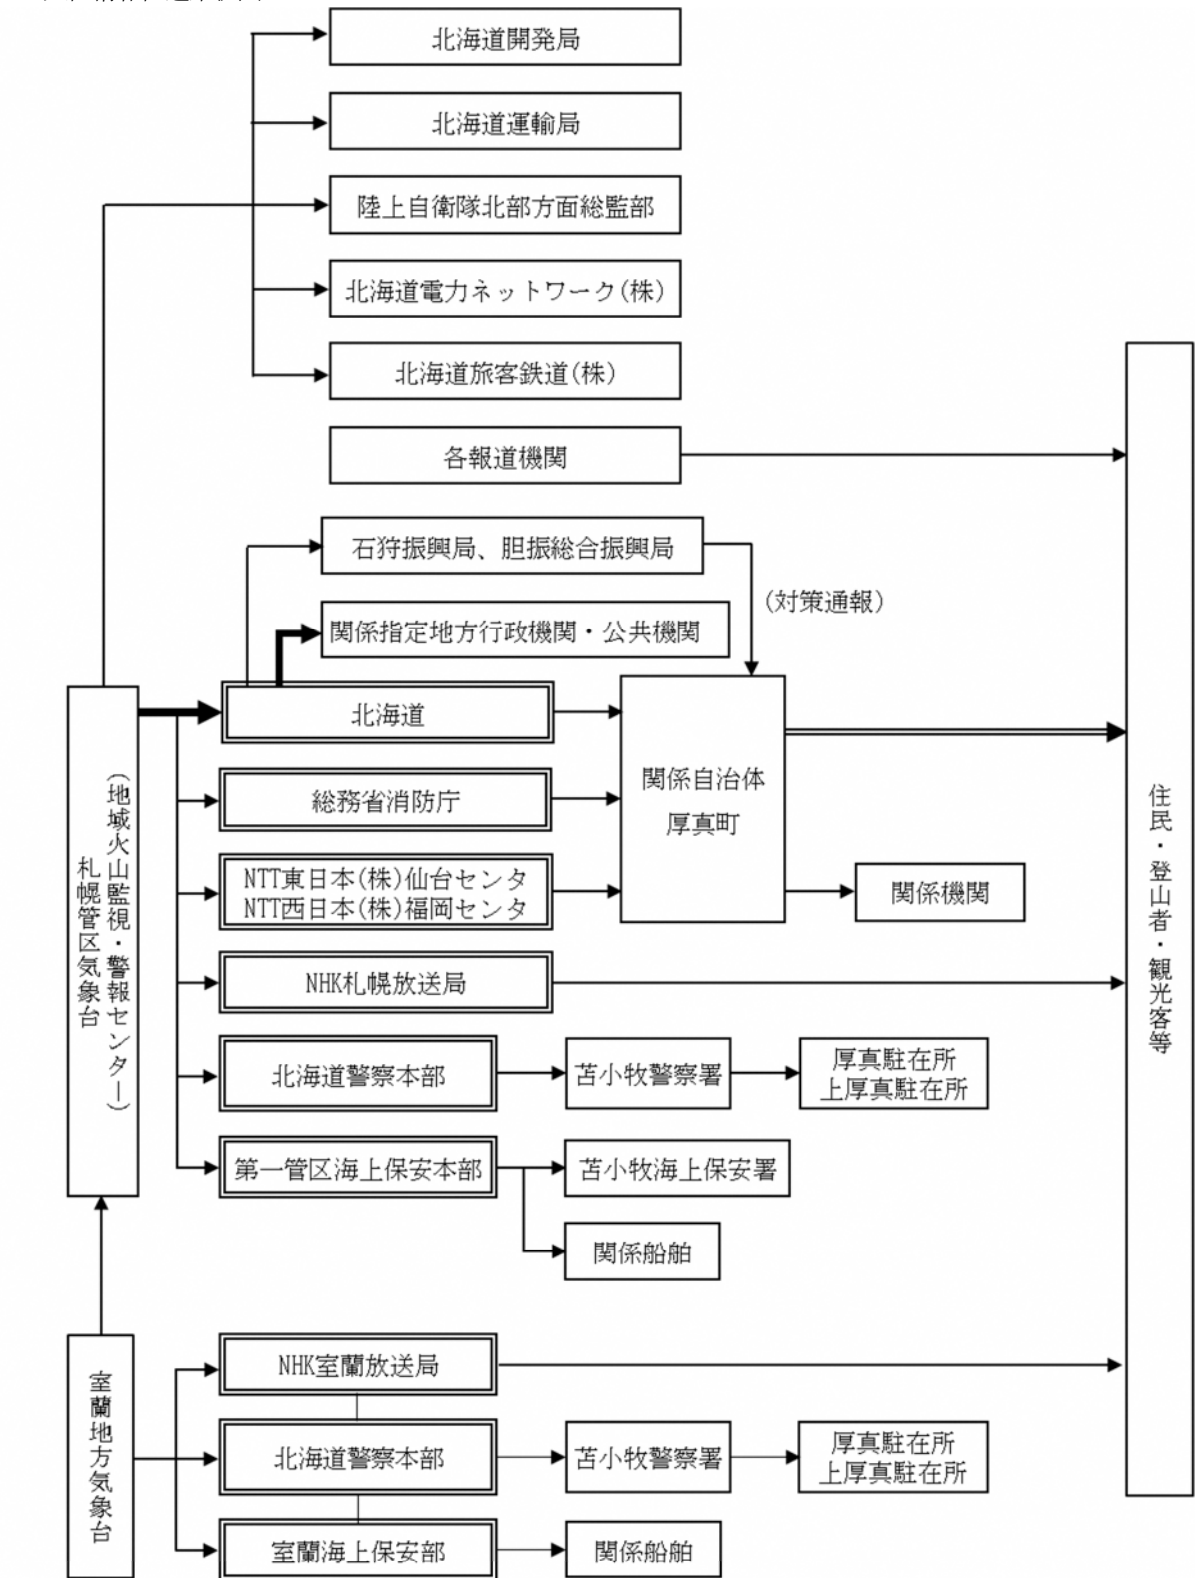 北海道開発局
北海道運輸局
陸上自衛隊北部方面総監部
北海道電力ネットワーク(株)
北海道旅客鉄道(株)
各報道機関
石狩振興局、胆振総合振興局
(対策通報)
関係指定地方行政機関・公共機関
北海道
総務省消防庁
NTT東日本(株)仙台センタ
NTT西日本(株)福岡センタ
関係自治体
厚真町
関係機関
NHK札幌放送局
北海道警察本部
苫小牧警察署
厚真駐在所
上厚真駐在所
第一管区海上保安本部
苫小牧海上保安署
関係船舶
札幌管区気象台
(地域火山監視・警報センター)
住民・登山者・観光客等
室蘭地方気象台
NHK室蘭放送局
北海道警察本部
苫小牧警察署
厚真駐在所
上厚真駐在所
室蘭海上保安部
関係船舶